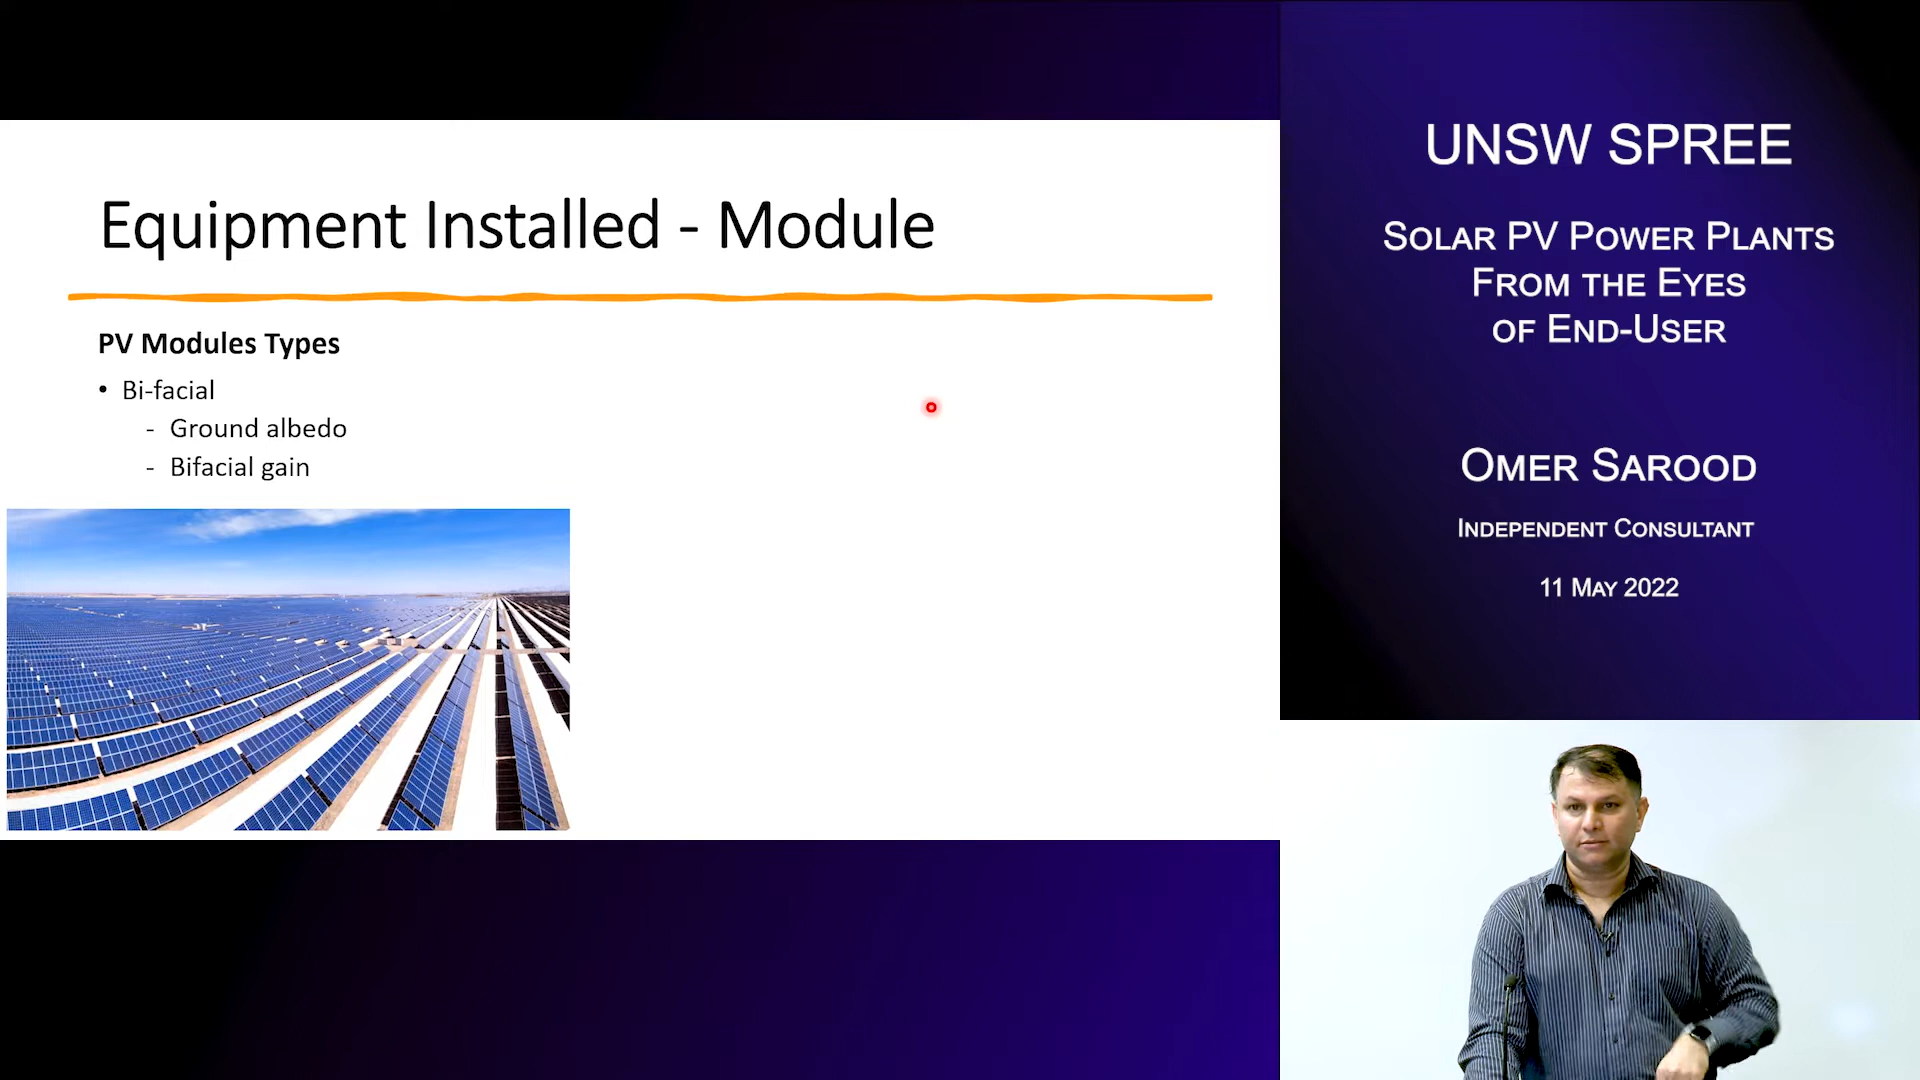 Equipment Installed - Module
PV Modules Types
• Bi-facial
- Ground albedo
- Bifacial gain
UNSW SPREE
Solar PV Power Plants
From the Eyes
of End-User
Omer Sarood
Independent Consultant
11 May 2022